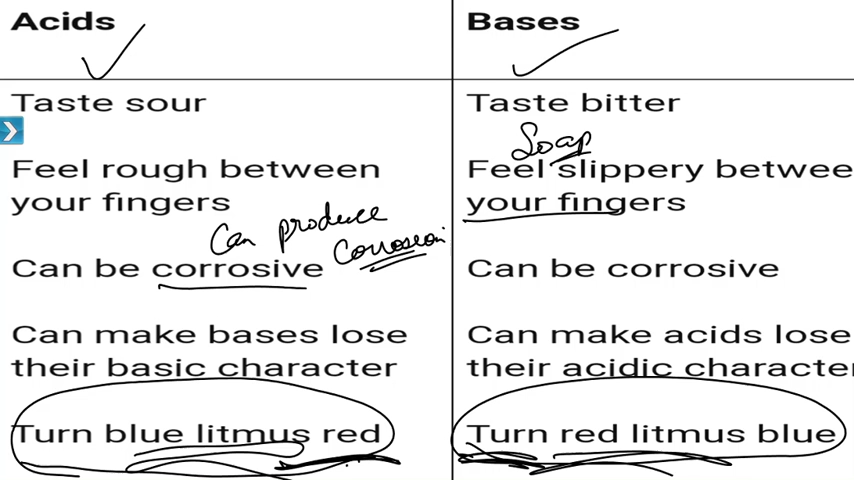 Acids
Bases
Taste sour
Taste bitter
Soap
Feel rough between
your fingers
Feel slippery betwee
your fingers
Can produce
corroseon
Can be corrosive
Can be corrosive
Can make bases lose
their basic character
Can make acids lose
their acidic character
Turn blue litmus red
Turn red litmus blue